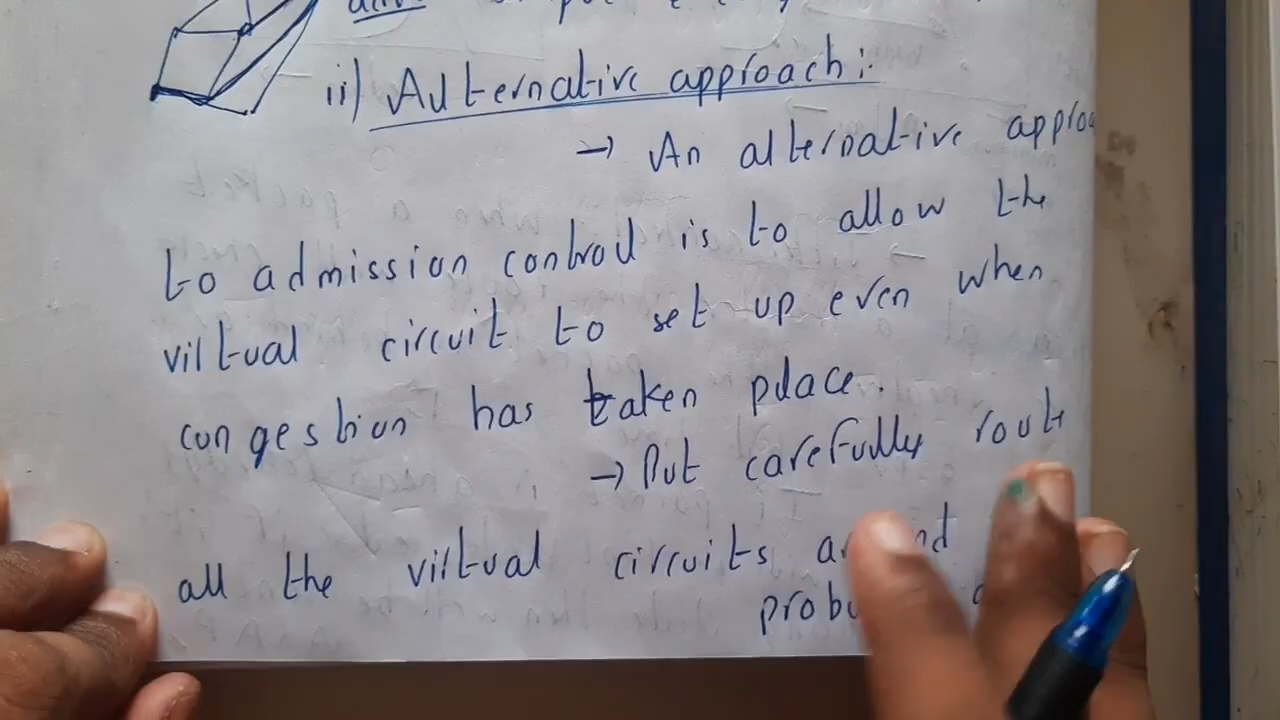 ii) Alternative approach :-
→ An alternative approa
to admission control is to allow the
virtual circuit to set up even when
congestion has taken place.
→ But carefully route
all the virtual circuits